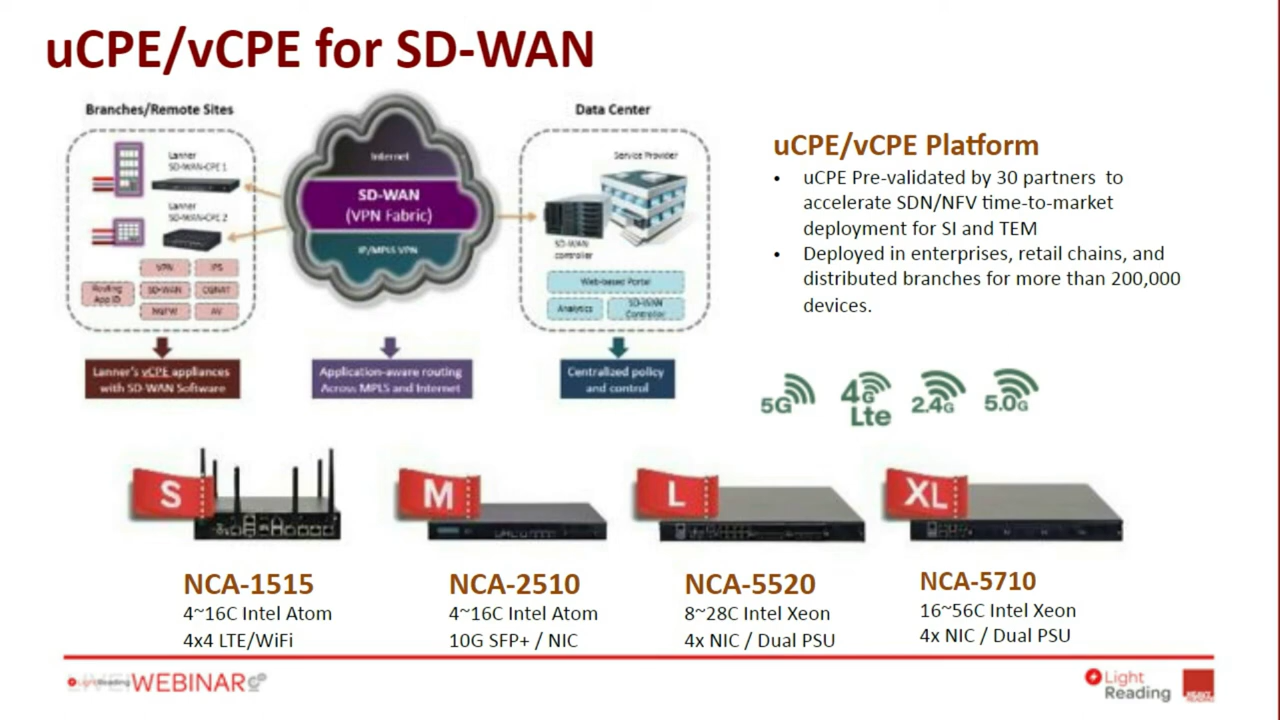 uCPE/vCPE for SD-WAN
Branches/Remote Sites
Lanner
SD-WAN-CPE 1
Lanner
SD-WAN-CPE 2
VPN
IPS
Routing
App ID
SD-WAN
CGNAT
NGFW
AV
Internet
SD-WAN
(VPN Fabric)
IP/MPLS VPN
Data Center
Service Provider
SD-WAN
controller
Web-based Portal
Analytics
SD-WAN
Controller
Lanner's vCPE appliances
with SD-WAN Software
Application-aware routing
Across MPLS and Internet
Centralized policy
and control
uCPE/vCPE Platform
• uCPE Pre-validated by 30 partners to
accelerate SDN/NFV time-to-market
deployment for SI and TEM
• Deployed in enterprises, retail chains, and
distributed branches for more than 200,000
devices.
5G
4G
Lte
2.4G
5.0G
S
M
L
XL
NCA-1515
4~16C Intel Atom
4x4 LTE/WiFi
NCA-2510
4~16C Intel Atom
10G SFP+ / NIC
NCA-5520
8~28C Intel Xeon
4x NIC / Dual PSU
NCA-5710
16~56C Intel Xeon
4x NIC / Dual PSU
LightReading
LIVE! WEBINAR
Light
Reading
HEAVY
READING